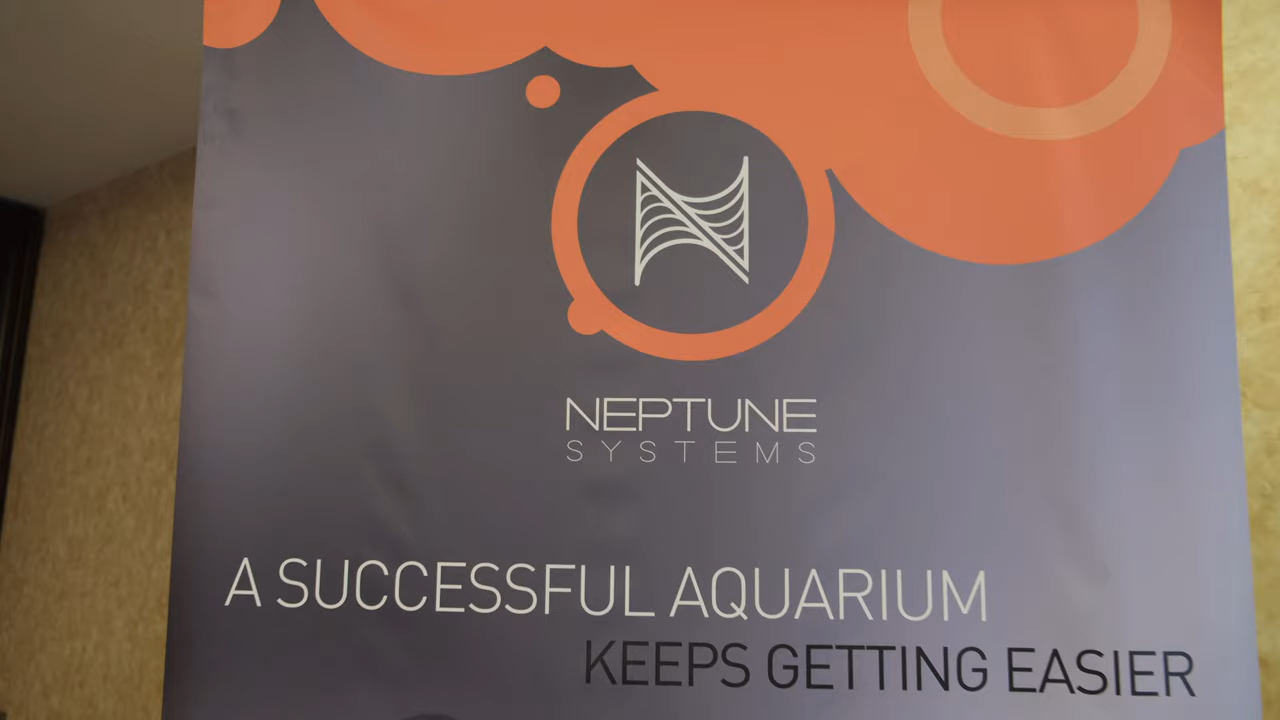 NEPTUNE
SYSTEMS
A SUCCESSFUL AQUARIUM
KEEPS GETTING EASIER